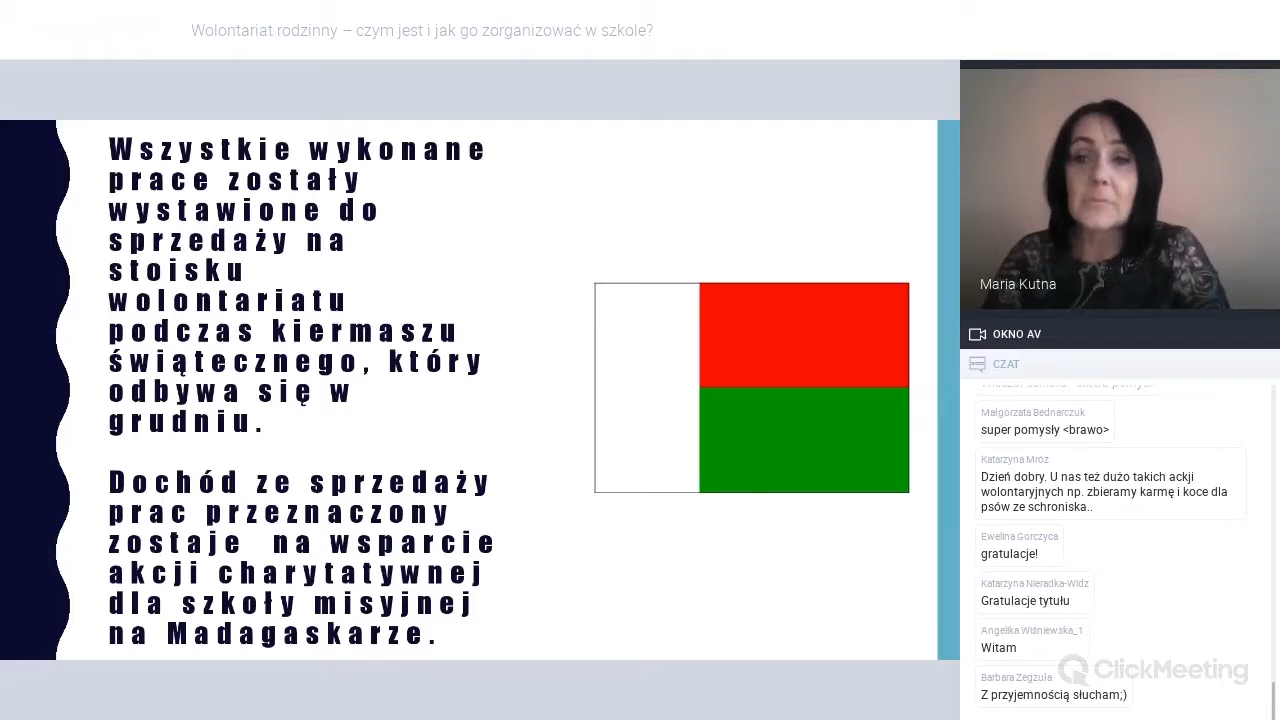 Wolontariat rodzinny – czym jest i jak go zorganizować w szkole?
Wszystkie wykonane
prace zostały
wystawione do
sprzedaży na
stoisku
wolontariatu
podczas kiermaszu
świątecznego, który
odbywa się w
grudniu.
Dochód ze sprzedaży
prac przeznaczony
zostaje na wsparcie
akcji charytatywnej
dla szkoły misyjnej
na Madagaskarze.
Maria Kutna
OKNO AV
CZAT
Małgorzata Bednarczuk
super pomysły <brawo>
Katarzyna Mróz
Dzień dobry. U nas też dużo takich ackji
wolontaryjnych np. zbieramy karmę i koce dla
psów ze schroniska..
Ewelina Gorczyca
gratulacje!
Katarzyna Nieradka-Widz
Gratulacje tytułu
Angelika Wiśniewska_1
Witam
Barbara Zegzuła
Z przyjemnością słucham;)
ClickMeeting